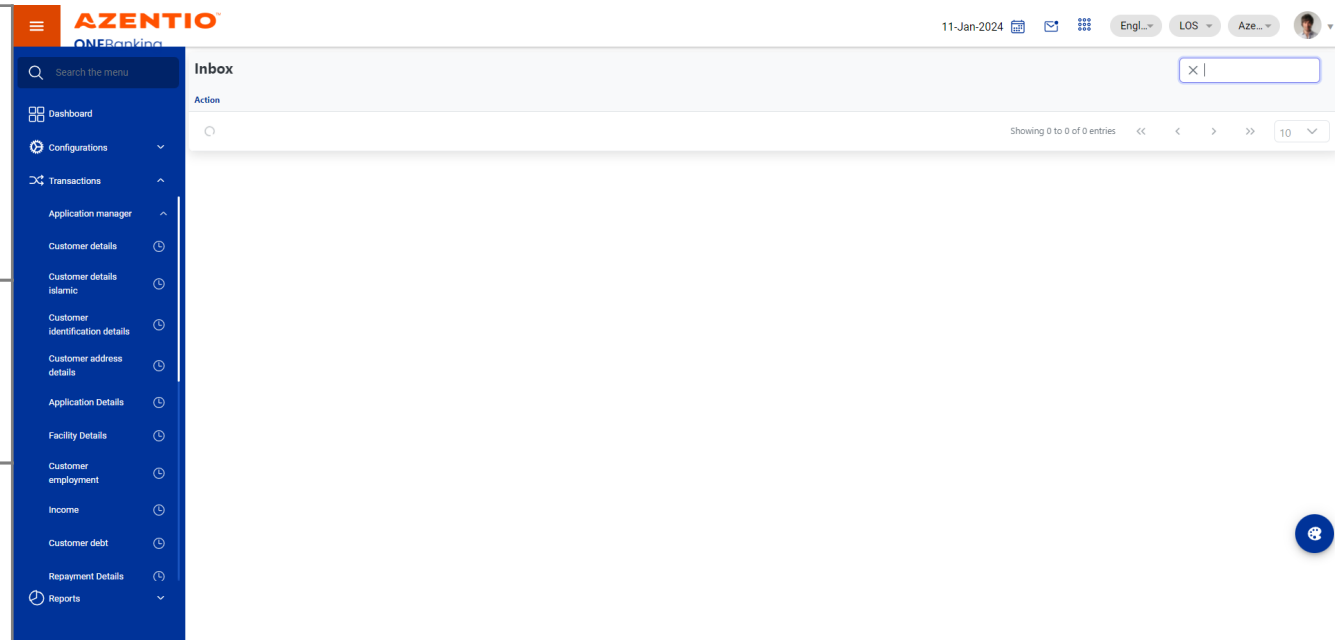 AZENTIO
ONEBanking
11-Jan-2024
Engl...
LOS
Aze...
Search the menu
Dashboard
Configurations
Transactions
Application manager
Customer details
Customer details
islamic
Customer
identification details
Customer address
details
Application Details
Facility Details
Customer
employment
Income
Customer debt
Repayment Details
Reports
Inbox
Action
Showing 0 to 0 of 0 entries
10